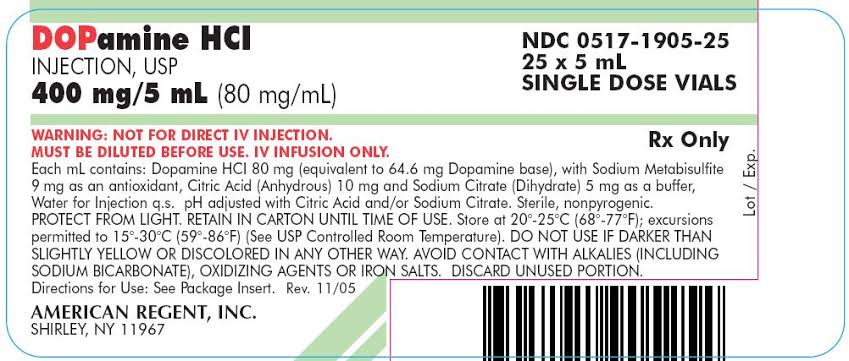 DOPamine HCl
INJECTION, USP
400 mg/5 mL (80 mg/mL)
NDC 0517-1905-25
25 x 5 mL
SINGLE DOSE VIALS
WARNING: NOT FOR DIRECT IV INJECTION.
MUST BE DILUTED BEFORE USE. IV INFUSION ONLY.
Rx Only
Each mL contains: Dopamine HCl 80 mg (equivalent to 64.6 mg Dopamine base), with Sodium Metabisulfite
9 mg as an antioxidant, Citric Acid (Anhydrous) 10 mg and Sodium Citrate (Dihydrate) 5 mg as a buffer,
Water for Injection q.s. pH adjusted with Citric Acid and/or Sodium Citrate. Sterile, nonpyrogenic.
PROTECT FROM LIGHT. RETAIN IN CARTON UNTIL TIME OF USE. Store at 20°-25°C (68°-77°F); excursions
permitted to 15°-30°C (59°-86°F) (See USP Controlled Room Temperature). DO NOT USE IF DARKER THAN
SLIGHTLY YELLOW OR DISCOLORED IN ANY OTHER WAY. AVOID CONTACT WITH ALKALIES (INCLUDING
SODIUM BICARBONATE), OXIDIZING AGENTS OR IRON SALTS. DISCARD UNUSED PORTION.
Directions for Use: See Package Insert. Rev. 11/05
AMERICAN REGENT, INC.
SHIRLEY, NY 11967
Lot / Exp.